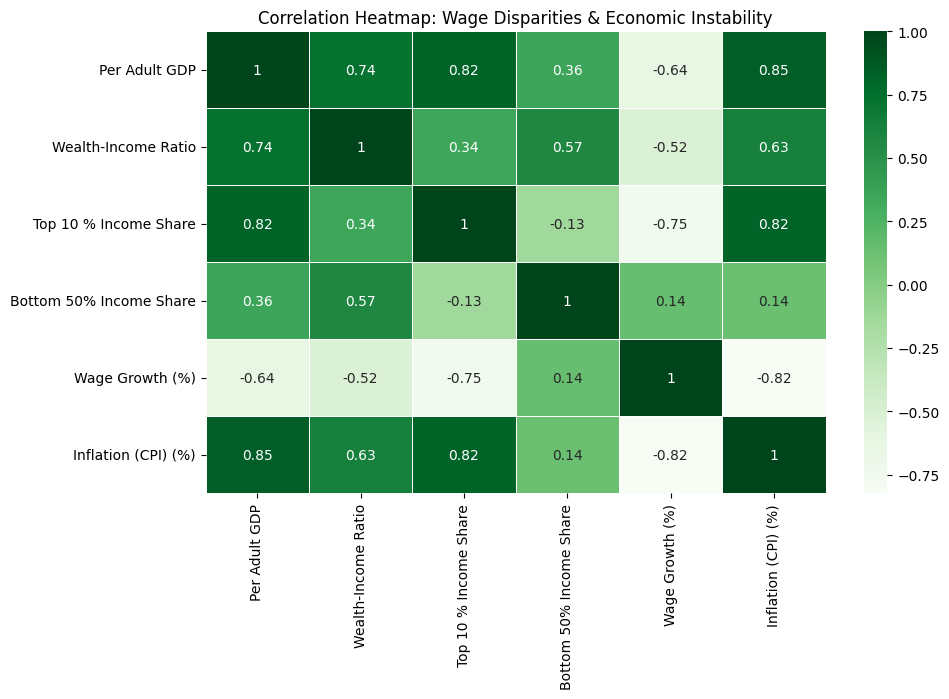 Correlation Heatmap: Wage Disparities & Economic Instability
Per Adult GDP 1 0.74 0.82 0.36 -0.64 0.85
Wealth-Income Ratio 0.74 1 0.34 0.57 -0.52 0.63
Top 10 % Income Share 0.82 0.34 1 -0.13 -0.75 0.82
Bottom 50% Income Share 0.36 0.57 -0.13 1 0.14 0.14
Wage Growth (%) -0.64 -0.52 -0.75 0.14 1 -0.82
Inflation (CPI) (%) 0.85 0.63 0.82 0.14 -0.82 1
Per Adult GDP
Wealth-Income Ratio
Top 10 % Income Share
Bottom 50% Income Share
Wage Growth (%)
Inflation (CPI) (%)
1.00
0.75
0.50
0.25
0.00
−0.25
−0.50
−0.75